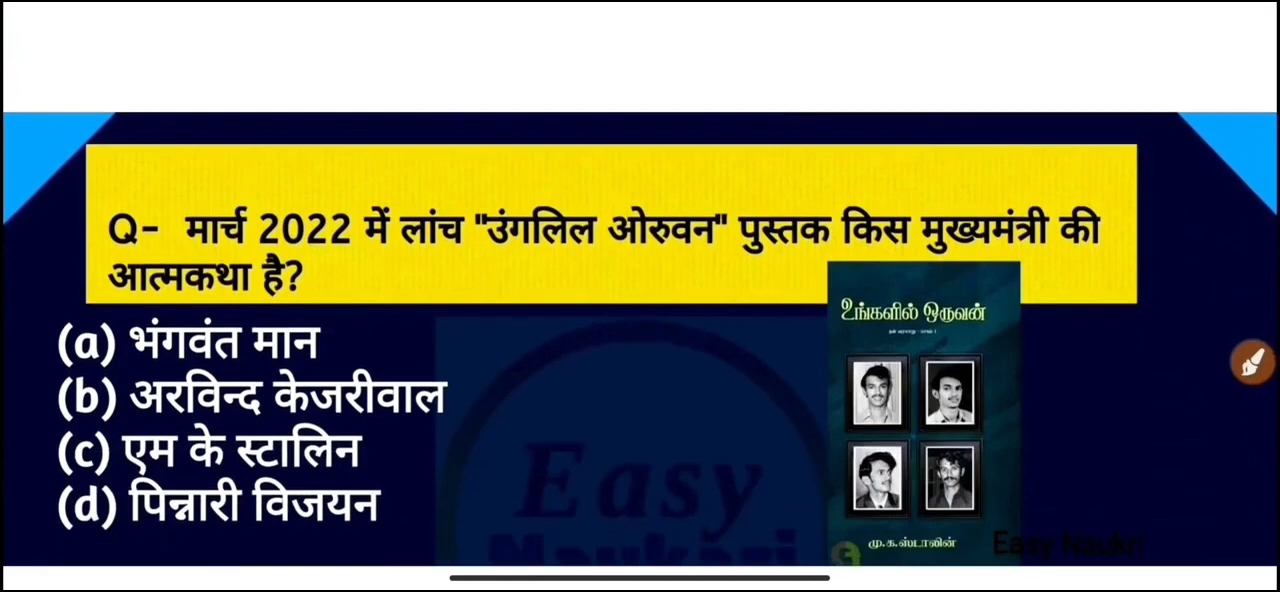 Q- मार्च 2022 में लांच "उंगलिल ओरुवन" पुस्तक किस मुख्यमंत्री की
आत्मकथा है?
(a) भंगवंत मान
(b) अरविन्द केजरीवाल
(c) एम के स्टालिन
(d) पिन्नारी विजयन
உங்களில் ஒருவன்
மு.க.ஸ்டாலின்
Easy
Naukari
Easy Naukri